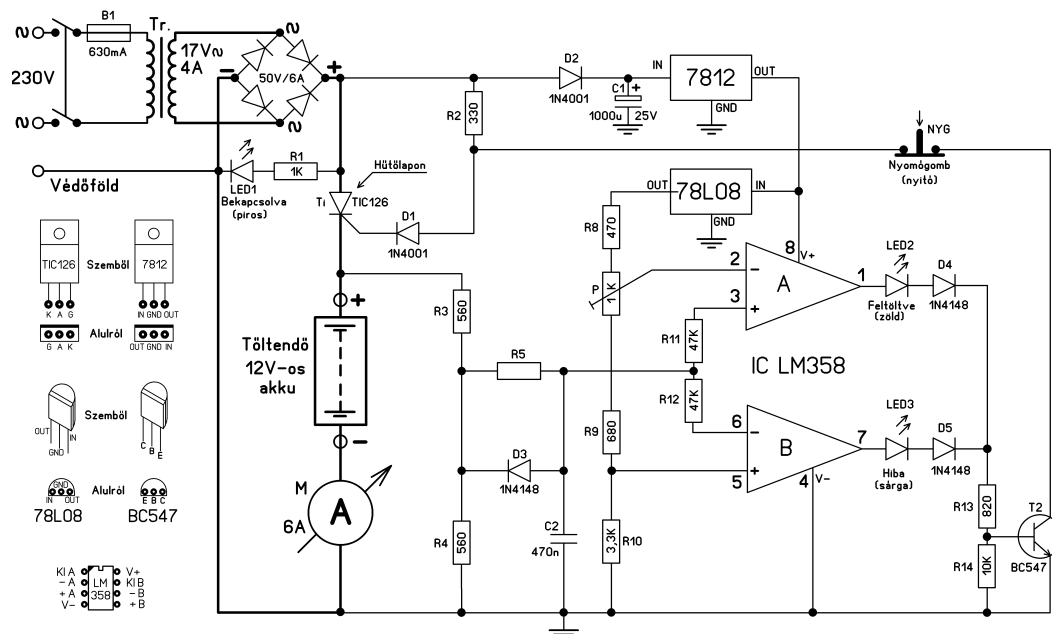 B1
630mA
230V
Tr.
17V~
4A
50V/6A
−
+
D2
1N4001
C1
+
1000u 25V
IN
7812
OUT
GND
R2
330
NYG
Nyomógomb
(nyitó)
Védőföld
LED1
Bekapcsolva
(piros)
R1
1K
Hűtőlapon
Ti
TIC126
D1
1N4001
OUT
78L08
IN
GND
R8
470
P
1 K
2
−
3
+
A
8
V+
1
LED2
Feltöltve
(zöld)
D4
1N4148
TIC126
K A G
Szemből
7812
IN GND OUT
G A K
Alulról
OUT GND IN
R3
560
+
Töltendő
12V-os
akku
−
R5
R11
47K
R12
47K
IC LM358
6
−
5
+
B
7
4
V−
LED3
Hiba
(sárga)
D5
1N4148
OUT
IN
GND
Szemből
C
B
E
GND
IN OUT
Alulról
E B C
78L08
BC547
M
6A
A
D3
1N4148
R9
680
R4
560
C2
470n
3,3K
R10
R13
820
R14
10K
T2
BC547
KI A
− A
+ A
V−
LM
358
V+
KI B
− B
+ B